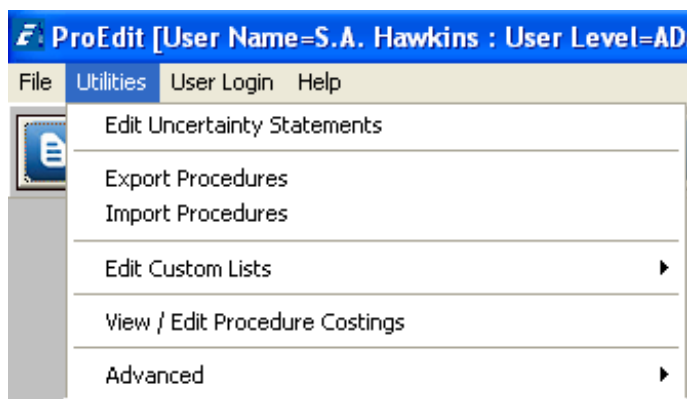 ProEdit [User Name=S.A. Hawkins : User Level=AD
File Utilities User Login Help
Edit Uncertainty Statements
Export Procedures
Import Procedures
Edit Custom Lists
View / Edit Procedure Costings
Advanced